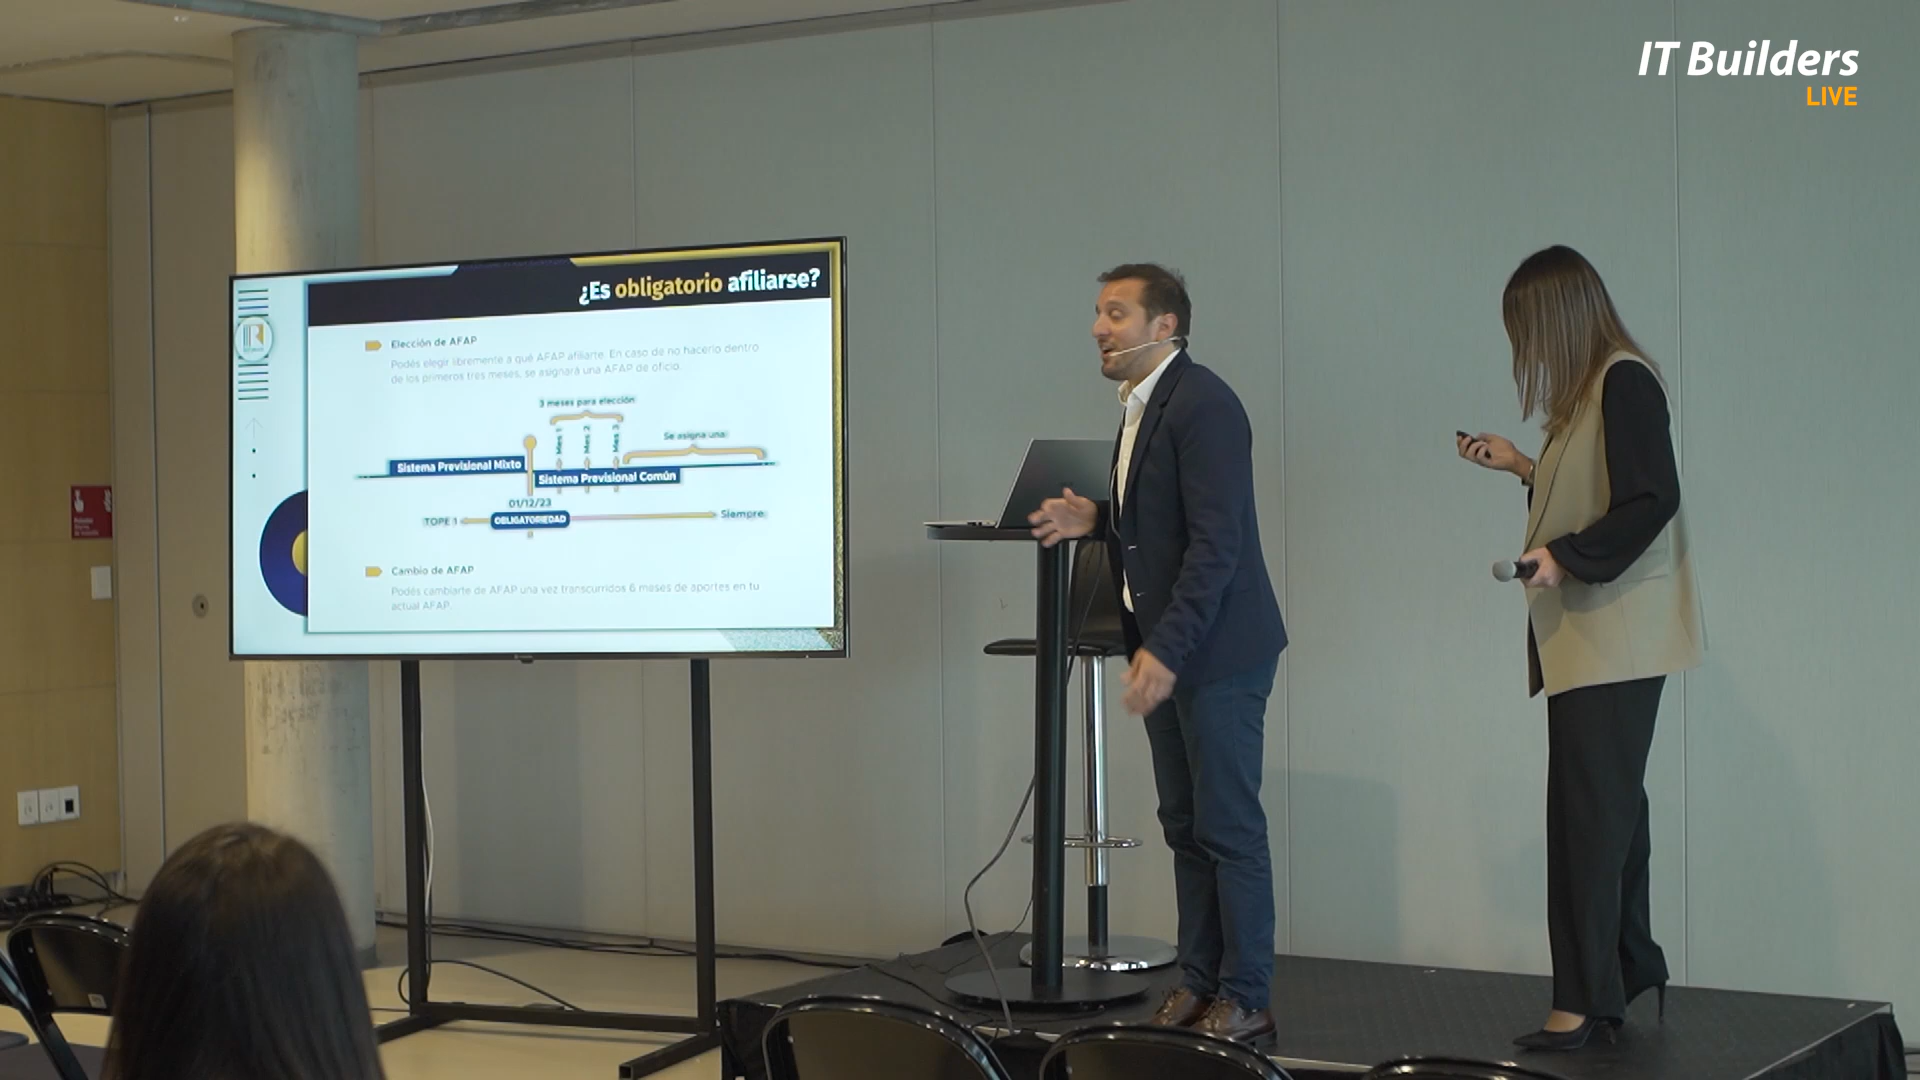 IT Builders
LIVE
¿Es obligatorio afiliarse?
Elección de AFAP
Podés elegir libremente a qué AFAP afiliarte. En caso de no hacerlo dentro
de los primeros tres meses, se asignará una AFAP de oficio.
3 meses para elección
Mes 1
Mes 2
Mes 3
Se asigna una
Sistema Previsional Mixto
Sistema Previsional Común
01/12/23
TOPE 1
OBLIGATORIEDAD
Siempre
Cambio de AFAP
Podés cambiarte de AFAP una vez transcurridos 6 meses de aportes en tu
actual AFAP.